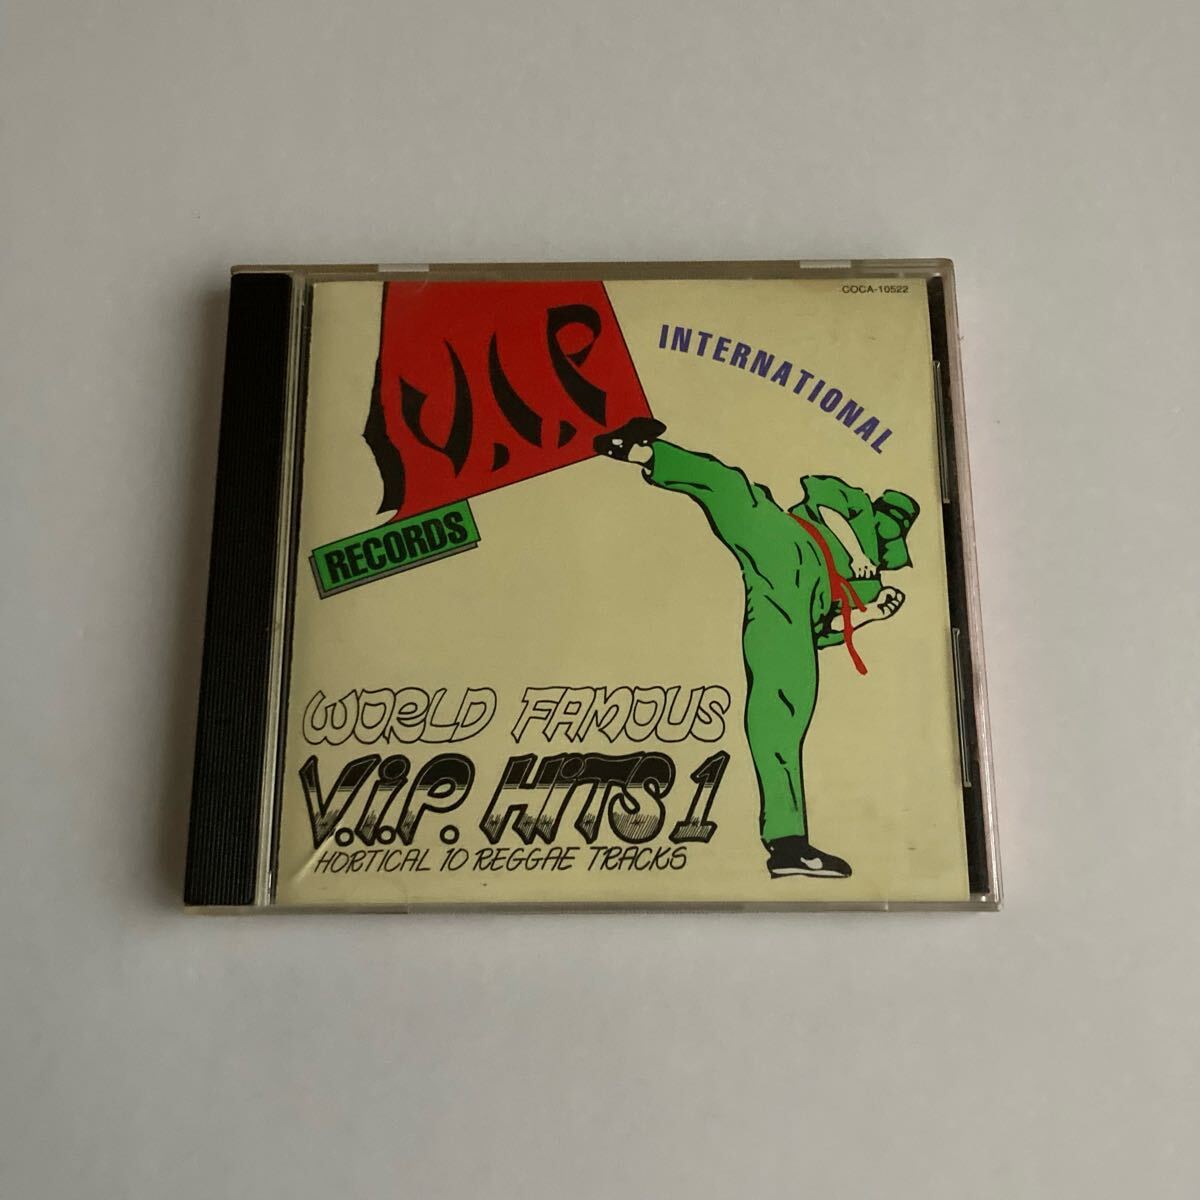 COCA-10522
V.I.P
INTERNATIONAL
RECORDS
WORLD FAMOUS
V.I.P. HITS 1
HORTICAL 10 REGGAE TRACKS